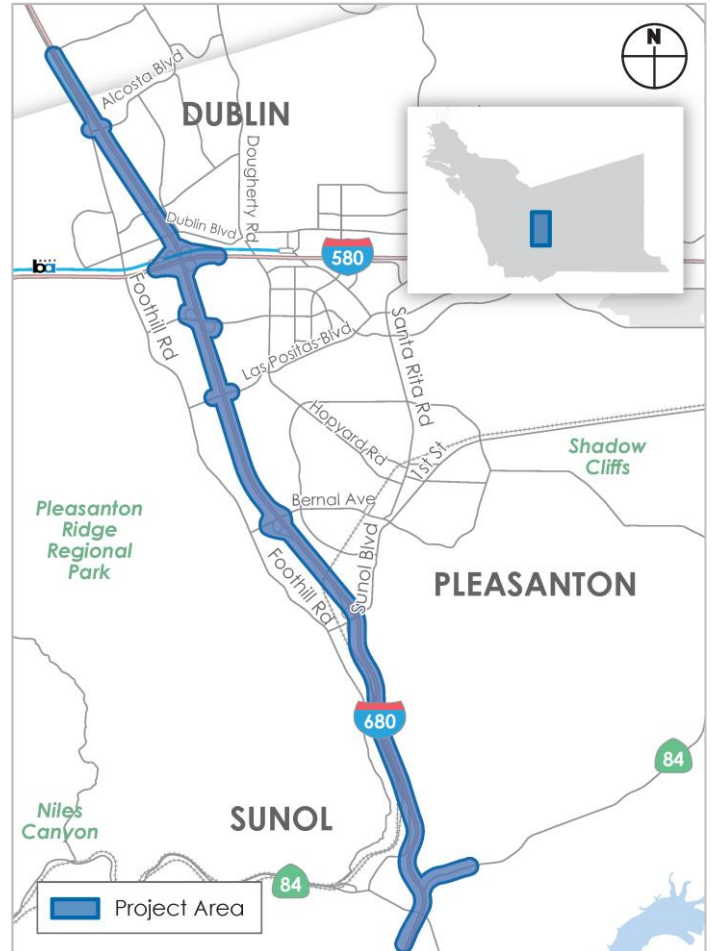 N
Alcosta Blvd
DUBLIN
Dougherty Rd
Dublin Blvd
580
ba
Foothill Rd
Las Positas Blvd
Santa Rita Rd
Hopyard Rd
1st St
Shadow
Cliffs
Pleasanton
Ridge
Regional
Park
Bernal Ave
Sunol Blvd
Foothill Rd
PLEASANTON
680
84
Niles
Canyon
SUNOL
84
Project Area